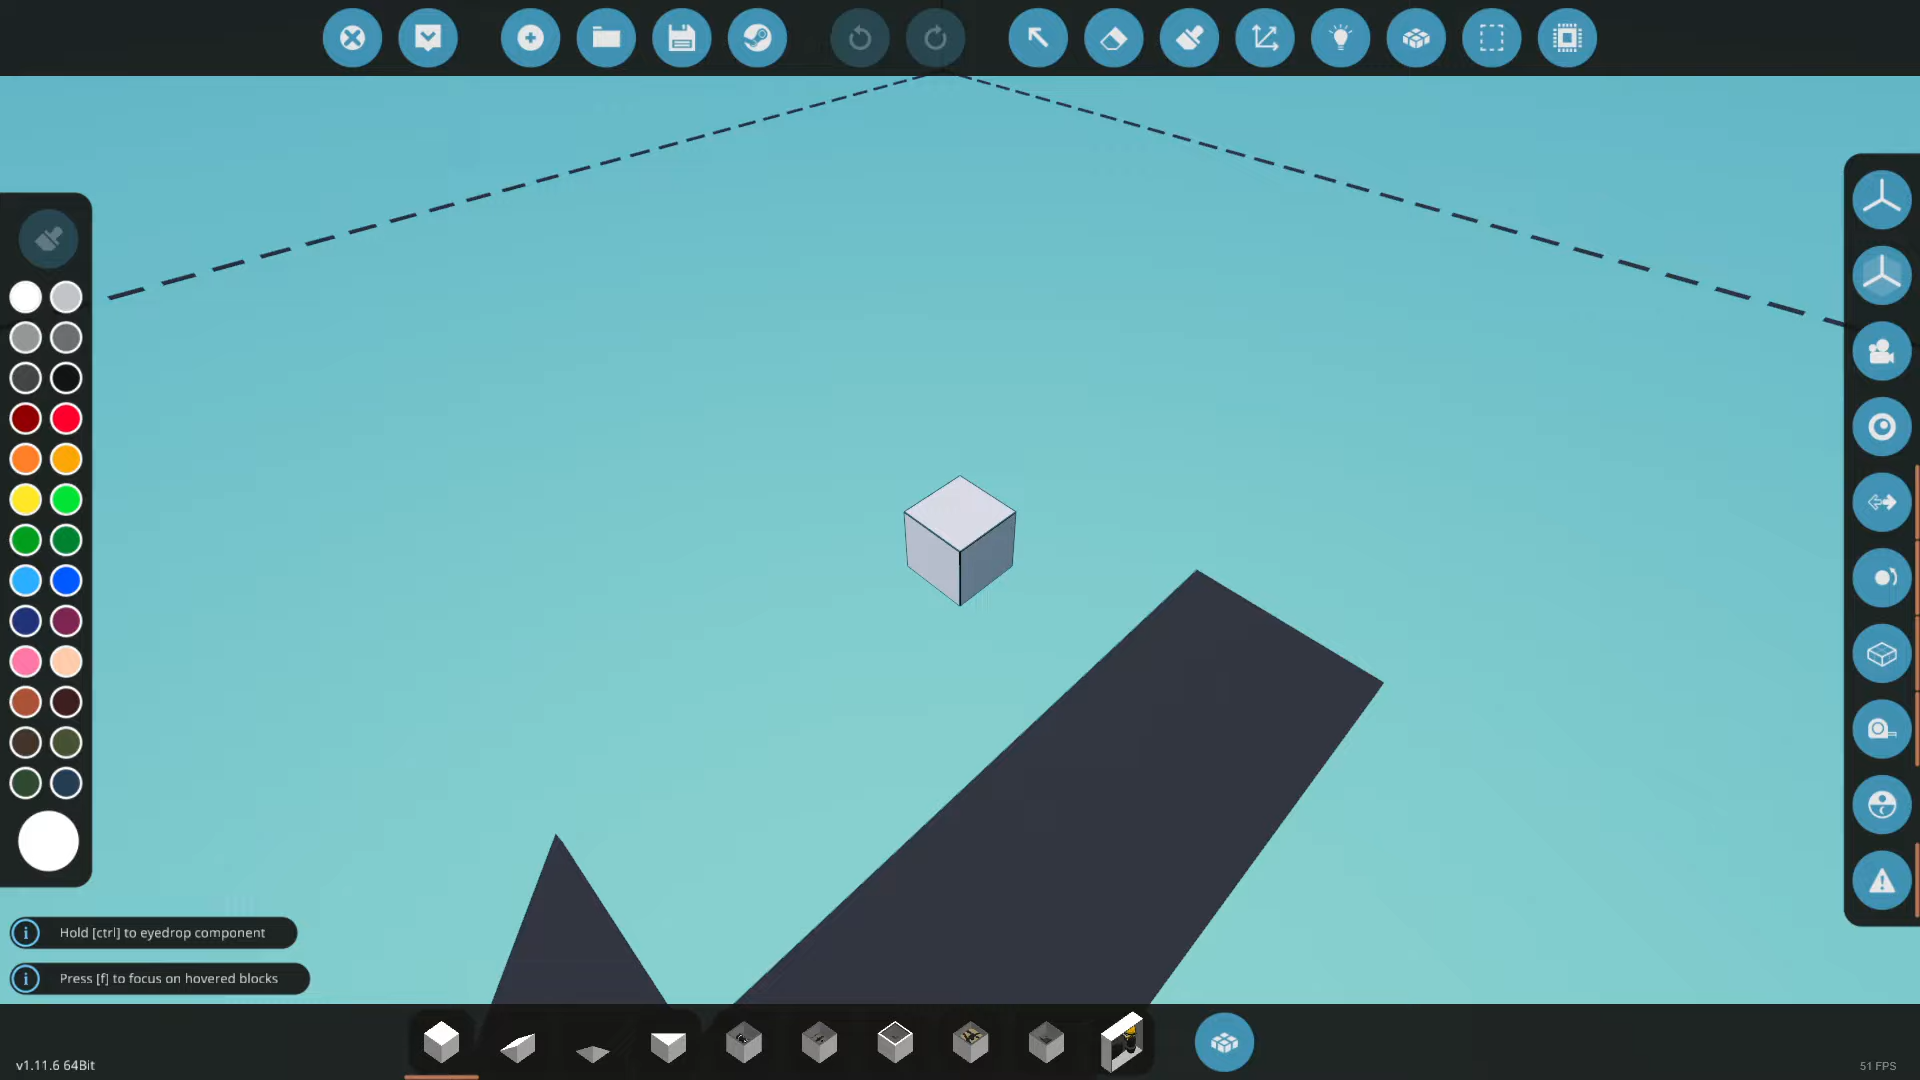 Hold [ctrl] to eyedrop component
Press [f] to focus on hovered blocks
v1.11.6 64Bit
51 FPS